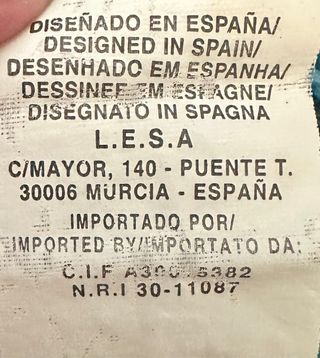 DISEÑADO EN ESPAÑA/
DESIGNED IN SPAIN/
DESENHADO EM ESPANHA/
DESSINEE EM ESPAGNE/
DISEGNATO IN SPAGNA
L.E.S.A
C/MAYOR, 140 - PUENTE T.
30006 MURCIA - ESPAÑA
IMPORTADO POR/
IMPORTED BY/IMPORTATO DA:
C.I.F
N.R.I 30-11087